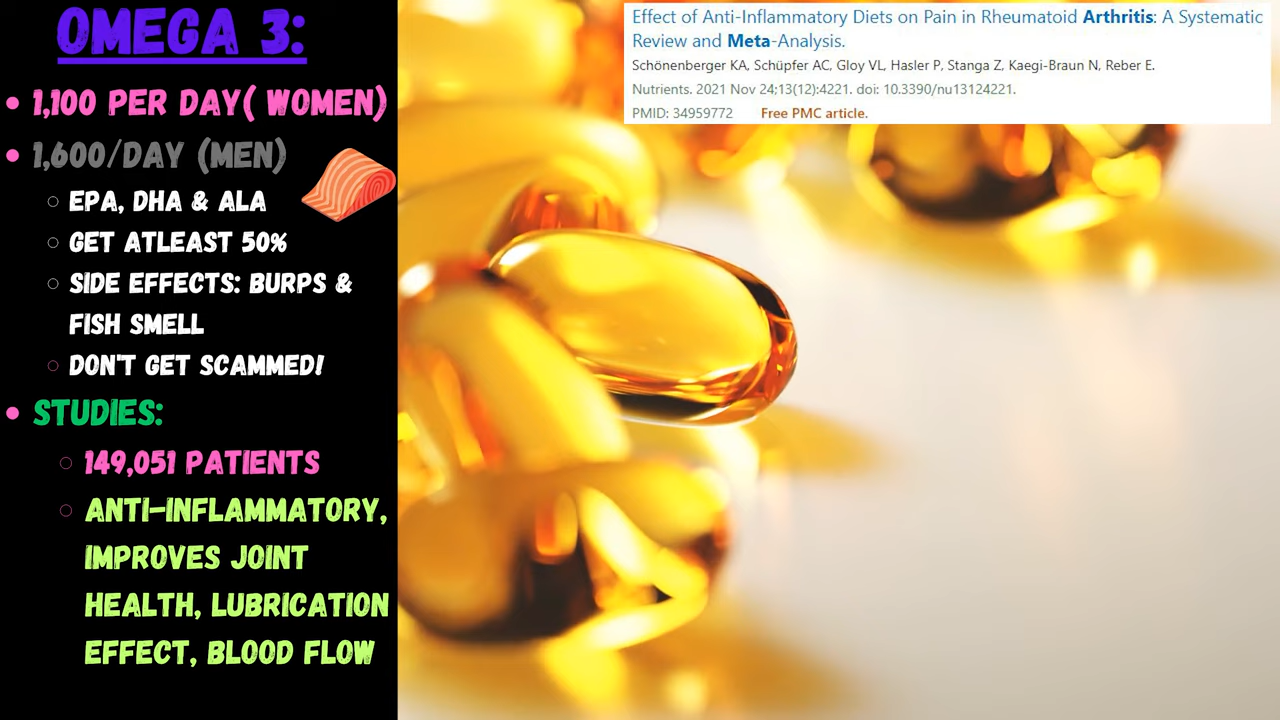 OMEGA 3:
1,100 PER DAY( WOMEN)
1,600/DAY (MEN)
EPA, DHA & ALA
GET ATLEAST 50%
SIDE EFFECTS: BURPS &
FISH SMELL
DON'T GET SCAMMED!
STUDIES:
149,051 PATIENTS
ANTI-INFLAMMATORY,
IMPROVES JOINT
HEALTH, LUBRICATION
EFFECT, BLOOD FLOW
Effect of Anti-Inflammatory Diets on Pain in Rheumatoid Arthritis: A Systematic
Review and Meta-Analysis.
Schönenberger KA, Schüpfer AC, Gloy VL, Hasler P, Stanga Z, Kaegi-Braun N, Reber E.
Nutrients. 2021 Nov 24;13(12):4221. doi: 10.3390/nu13124221.
PMID: 34959772 Free PMC article.